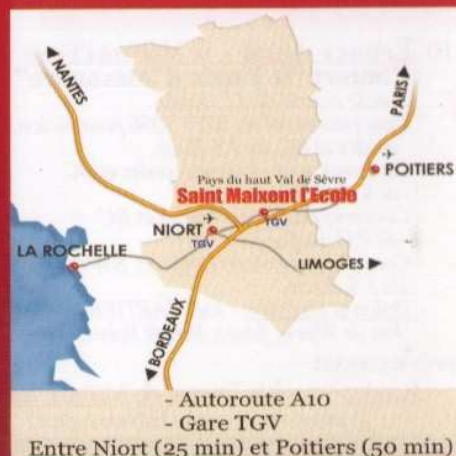 NANTES
PARIS
POITIERS
Pays du haut Val de Sèvre
Saint Maixent l'Ecole
TGV
NIORT
TGV
LA ROCHELLE
LIMOGES
BORDEAUX
- Autoroute A10
- Gare TGV
Entre Niort (25 min) et Poitiers (50 min)